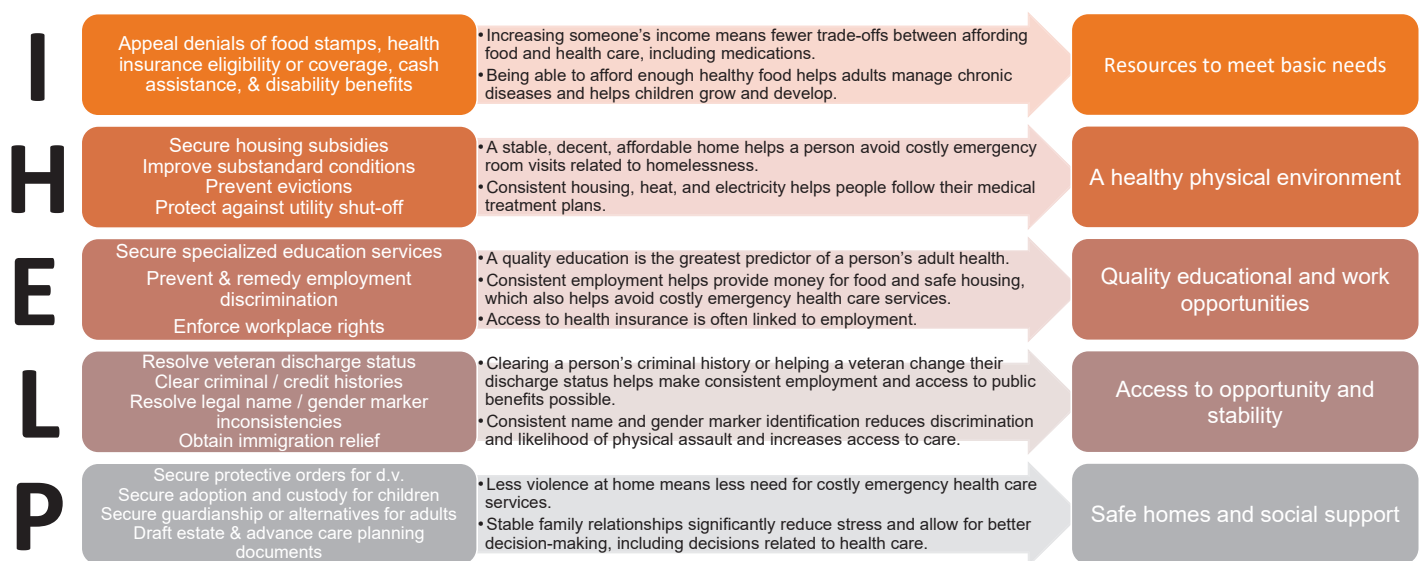 I
Appeal denials of food stamps, health
insurance eligibility or coverage, cash
assistance, & disability benefits
• Increasing someone's income means fewer trade-offs between affording
food and health care, including medications.
• Being able to afford enough healthy food helps adults manage chronic
diseases and helps children grow and develop.
Resources to meet basic needs
H
Secure housing subsidies
Improve substandard conditions
Prevent evictions
Protect against utility shut-off
• A stable, decent, affordable home helps a person avoid costly emergency
room visits related to homelessness.
• Consistent housing, heat, and electricity helps people follow their medical
treatment plans.
A healthy physical environment
E
Secure specialized education services
Prevent & remedy employment
discrimination
Enforce workplace rights
• A quality education is the greatest predictor of a person's adult health.
• Consistent employment helps provide money for food and safe housing,
which also helps avoid costly emergency health care services.
• Access to health insurance is often linked to employment.
Quality educational and work
opportunities
L
Resolve veteran discharge status
Clear criminal / credit histories
Resolve legal name / gender marker
inconsistencies
Obtain immigration relief
• Clearing a person's criminal history or helping a veteran change their
discharge status helps make consistent employment and access to public
benefits possible.
• Consistent name and gender marker identification reduces discrimination
and likelihood of physical assault and increases access to care.
Access to opportunity and
stability
P
Secure protective orders for d.v.
Secure adoption and custody for children
Secure guardianship or alternatives for adults
Draft estate & advance care planning
documents
• Less violence at home means less need for costly emergency health care
services.
• Stable family relationships significantly reduce stress and allow for better
decision-making, including decisions related to health care.
Safe homes and social support